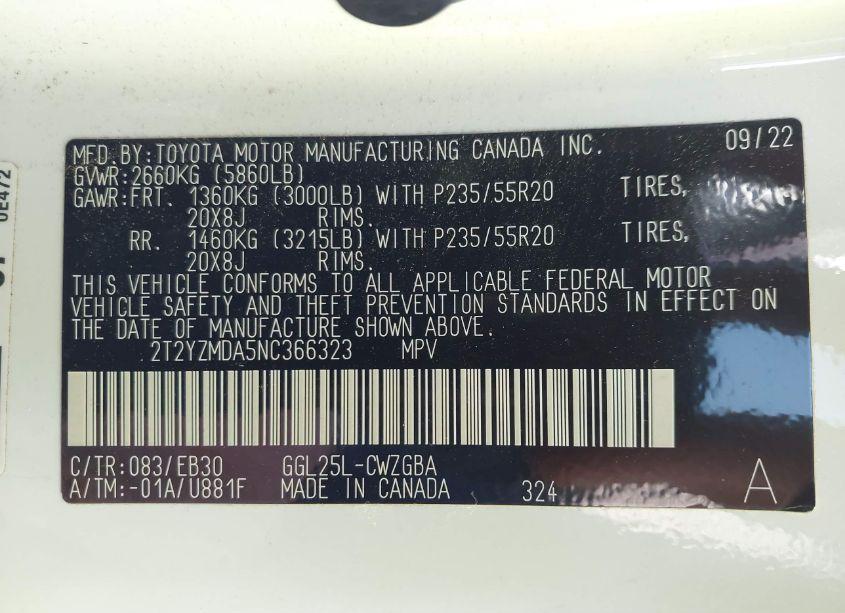 MFD.BY:TOYOTA MOTOR MANUFACTURING CANADA INC. 09/22
GVWR:2660KG (5860LB)
GAWR:FRT. 1360KG (3000LB) WITH P235/55R20 TIRES,
20X8J RIMS.
RR. 1460KG (3215LB) WITH P235/55R20 TIRES,
20X8J RIMS.
THIS VEHICLE CONFORMS TO ALL APPLICABLE FEDERAL MOTOR
VEHICLE SAFETY AND THEFT PREVENTION STANDARDS IN EFFECT ON
THE DATE OF MANUFACTURE SHOWN ABOVE.
2T2YZMDA5NC366323 MPV
C/TR:083/EB30 GGL25L-CWZGBA
A/TM:-01A/U881F MADE IN CANADA 324 A
0E472